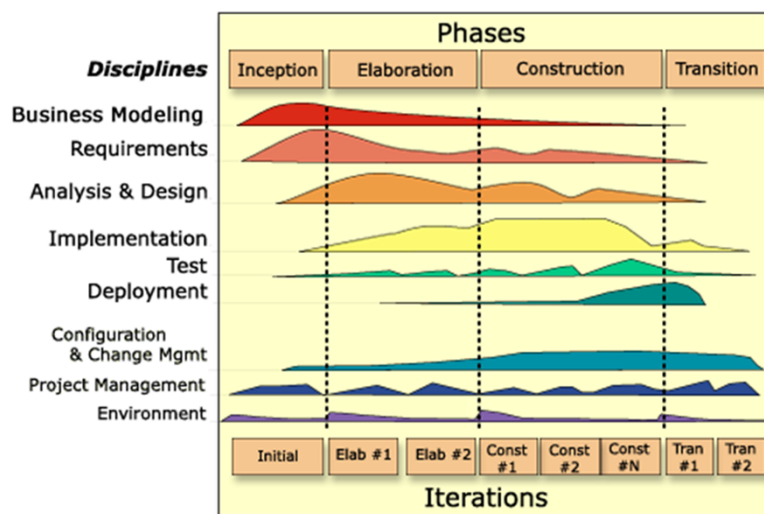 Phases
Disciplines
Inception
Elaboration
Construction
Transition
Business Modeling
Requirements
Analysis & Design
Implementation
Test
Deployment
Configuration
& Change Mgmt
Project Management
Environment
Initial
Elab #1
Elab #2
Const
#1
Const
#2
Const
#N
Tran
#1
Tran
#2
Iterations